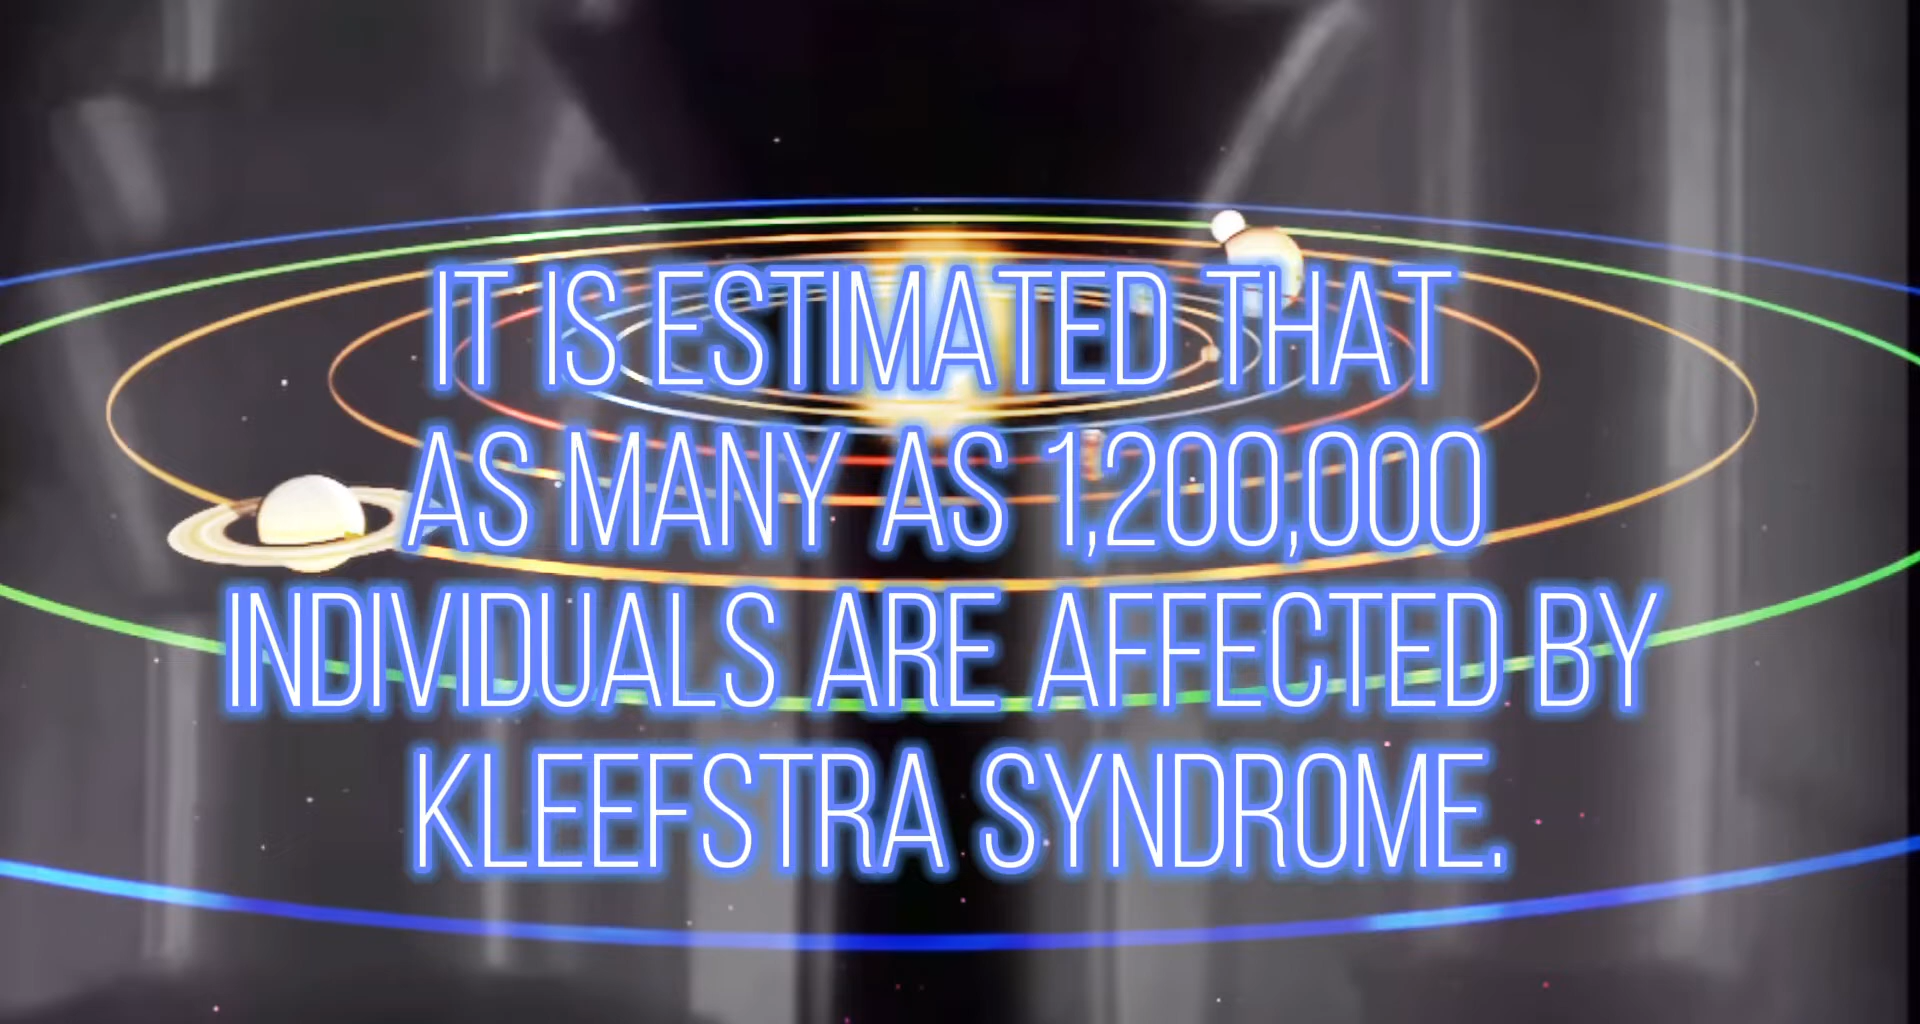 IT IS ESTIMATED THAT
AS MANY AS 1,200,000
INDIVIDUALS ARE AFFECTED BY
KLEEFSTRA SYNDROME.